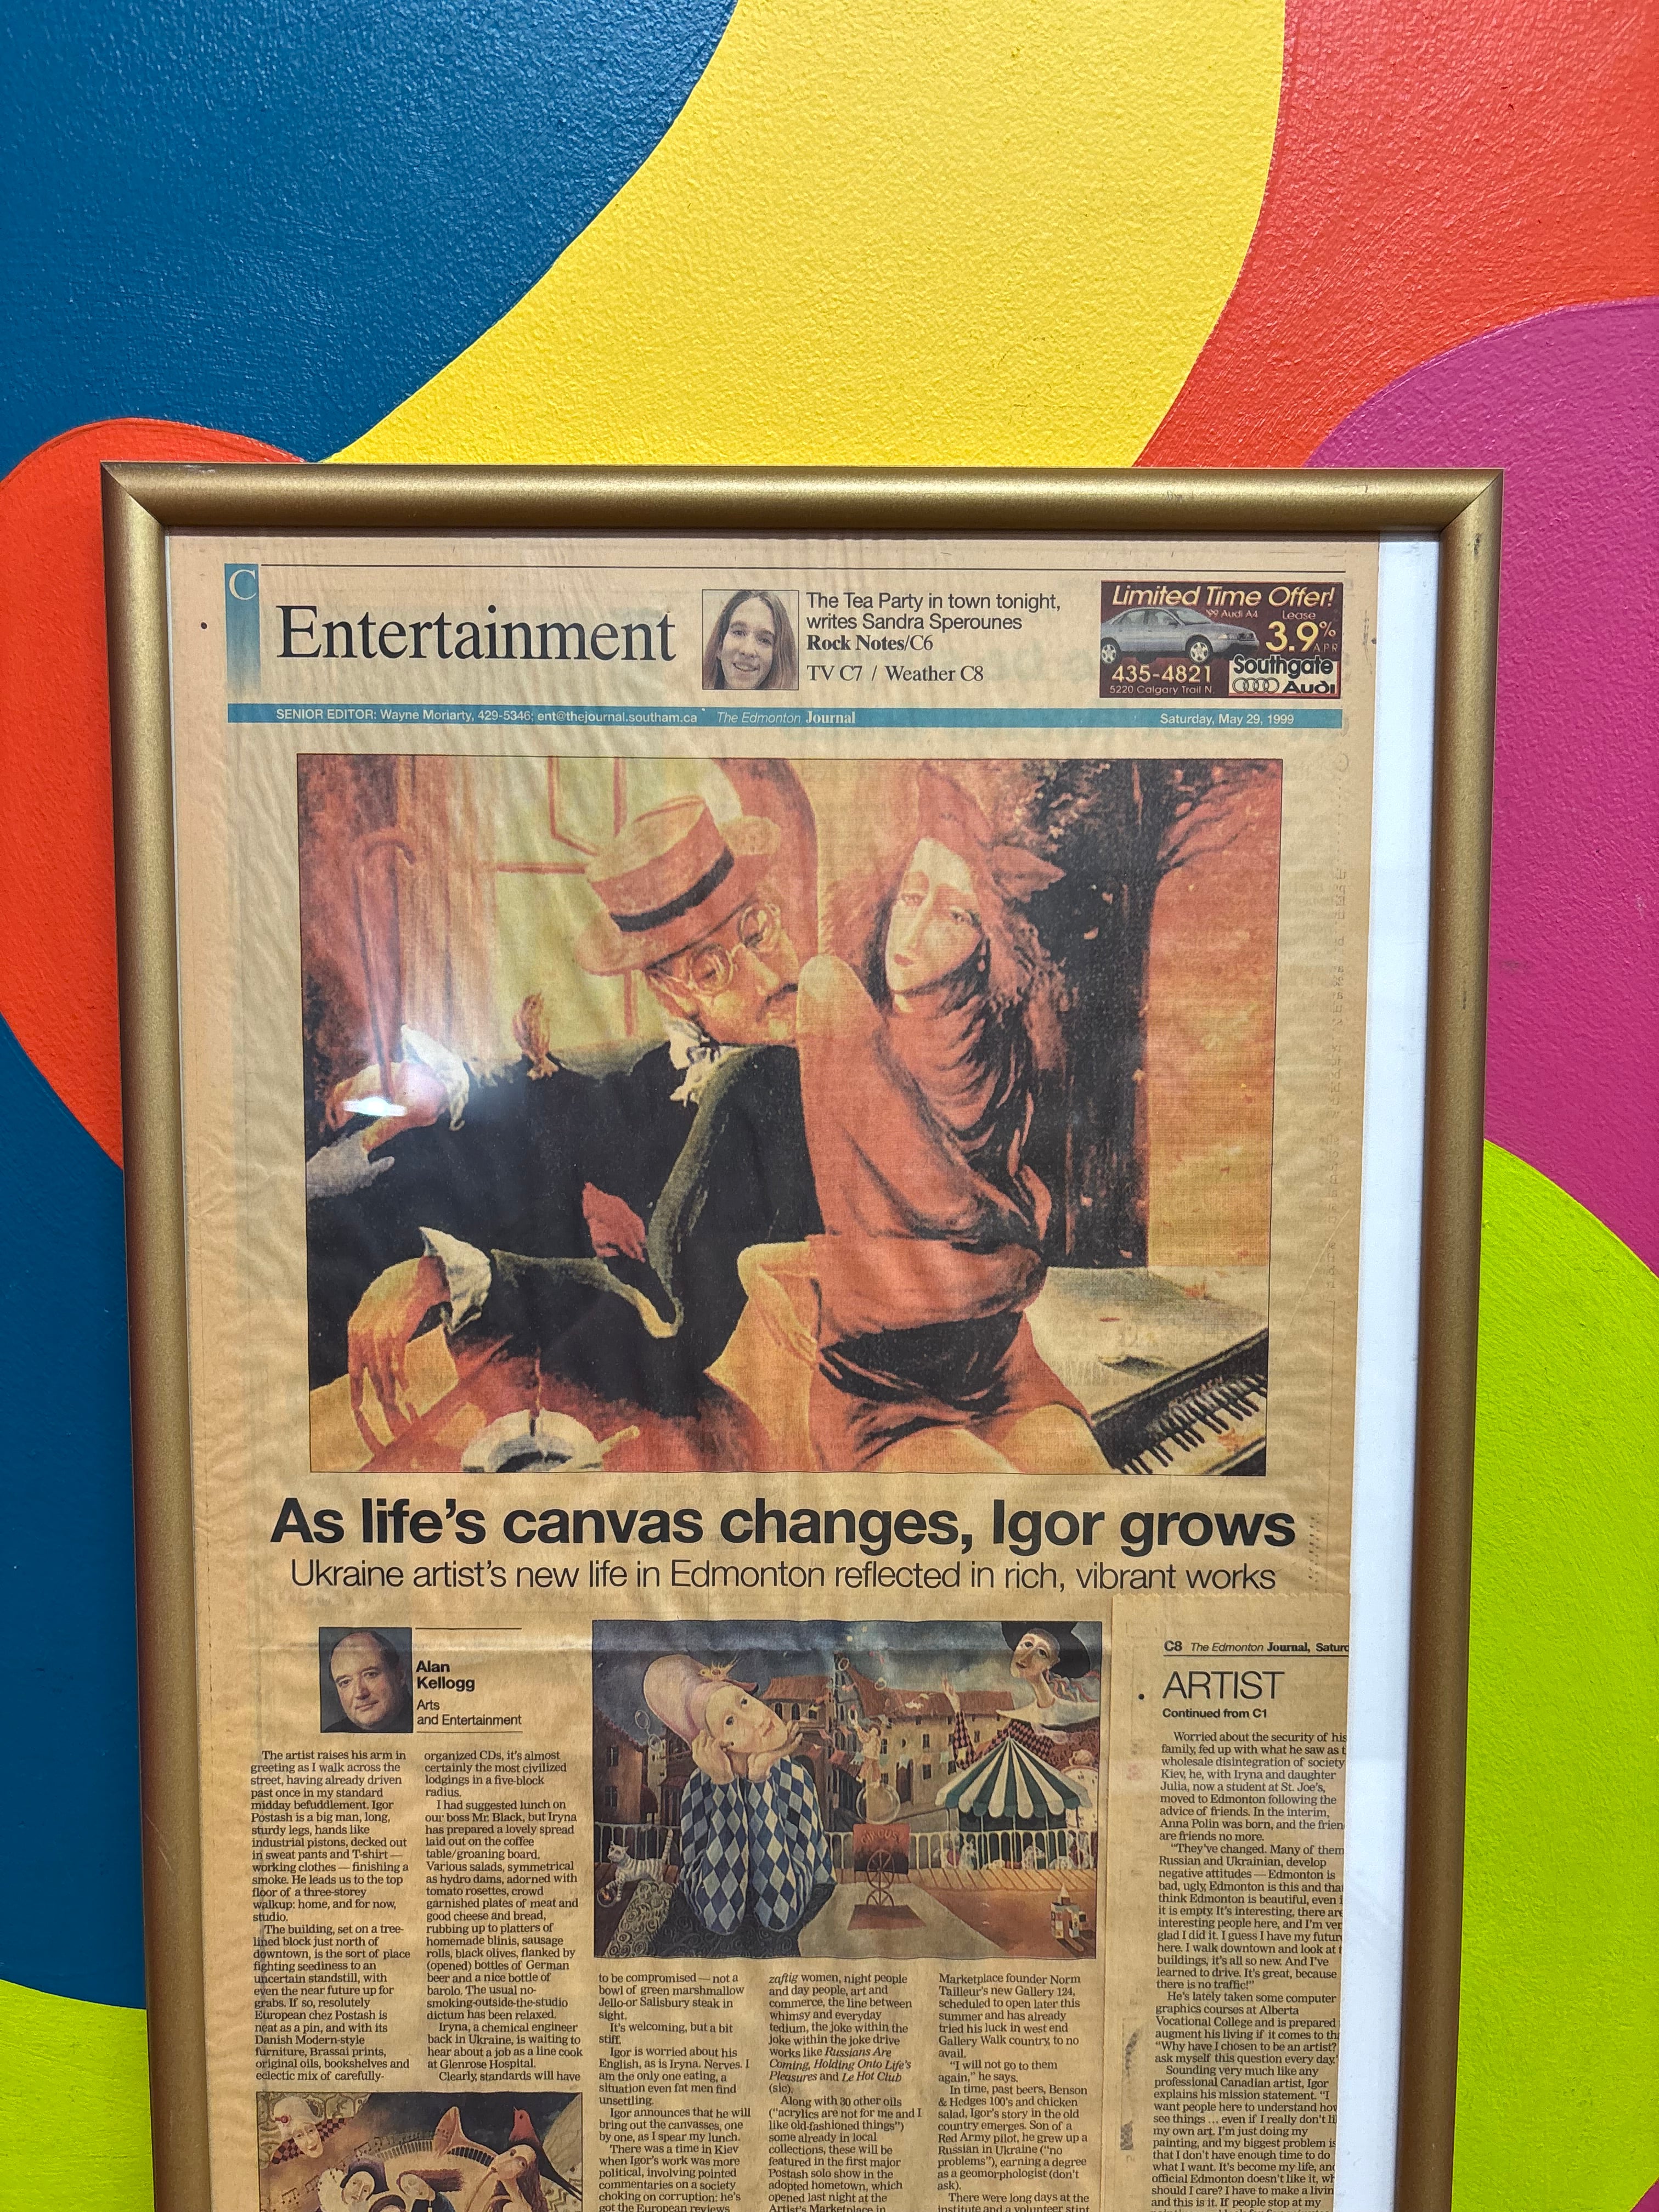 C
Entertainment
The Tea Party in town tonight,
writes Sandra Sperounes
Rock Notes/C6
TV C7 / Weather C8
Limited Time Offer!
'99 Audi A4
Lease
3.9%
A.P.R
435-4821
5220 Calgary Trail N.
Southgate
Audi
SENIOR EDITOR: Wayne Moriarty, 429-5346; ent@thejournal.southam.ca
The Edmonton Journal
Saturday, May 29, 1999
As life's canvas changes, Igor grows
Ukraine artist's new life in Edmonton reflected in rich, vibrant works
Alan
Kellogg
Arts
and Entertainment
The artist raises his arm in
greeting as I walk across the
street, having already driven
past once in my standard
midday befuddlement. Igor
Postash is a big man, long,
sturdy legs, hands like
industrial pistons, decked out
in sweat pants and T-shirt —
working clothes — finishing a
smoke. He leads us to the top
floor of a three-storey
walkup: home, and for now,
studio.
The building, set on a tree-
lined block just north of
downtown, is the sort of place
fighting seediness to an
uncertain standstill, with
even the near future up for
grabs. If so, resolutely
European chez Postash is
neat as a pin, and with its
Danish Modern-style
furniture, Brassai prints,
original oils, bookshelves and
eclectic mix of carefully-
organized CDs, it's almost
certainly the most civilized
lodgings in a five-block
radius.
I had suggested lunch on
our boss Mr. Black, but Iryna
has prepared a lovely spread
laid out on the coffee
table/groaning board.
Various salads, symmetrical
as hydro dams, adorned with
tomato rosettes, crowd
garnished plates of meat and
good cheese and bread,
rubbing up to platters of
homemade blinis, sausage
rolls, black olives, flanked by
(opened) bottles of German
beer and a nice bottle of
barolo. The usual no-
smoking-outside-the-studio
dictum has been relaxed.
Iryna, a chemical engineer
back in Ukraine, is waiting to
hear about a job as a line cook
at Glenrose Hospital.
Clearly, standards will have
CIRCUS
to be compromised — not a
bowl of green marshmallow
Jello or Salisbury steak in
sight.
It's welcoming, but a bit
stiff.
Igor is worried about his
English, as is Iryna. Nerves. I
am the only one eating, a
situation even fat men find
unsettling.
Igor announces that he will
bring out the canvasses, one
by one, as I spear my lunch.
There was a time in Kiev
when Igor's work was more
political, involving pointed
commentaries on a society
choking on corruption: he's
got the European reviews
zaftig women, night people
and day people, art and
commerce, the line between
whimsy and everyday
tedium, the joke within the
joke within the joke drive
works like Russians Are
Coming, Holding Onto Life's
Pleasures and Le Hot Club
(sic).
Along with 30 other oils
("acrylics are not for me and I
like old-fashioned things")
some already in local
collections, these will be
featured in the first major
Postash solo show in the
adopted hometown, which
opened last night at the
Artist's Marketplace in
Marketplace founder Norm
Tailleur's new Gallery 124,
scheduled to open later this
summer and has already
tried his luck in west end
Gallery Walk country, to no
avail.
"I will not go to them
again," he says.
In time, past beers, Benson
& Hedges 100's and chicken
salad, Igor's story in the old
country emerges. Son of a
Red Army pilot, he grew up a
Russian in Ukraine ("no
problems"), earning a degree
as a geomorphologist (don't
ask).
There were long days at the
institute and a volunteer stint
C8 The Edmonton Journal, Satur
ARTIST
Continued from C1
Worried about the security of his
family, fed up with what he saw as t
wholesale disintegration of society
Kiev, he, with Iryna and daughter
Julia, now a student at St. Joe's,
moved to Edmonton following the
advice of friends. In the interim,
Anna Polin was born, and the frien
are friends no more.
"They've changed. Many of them
Russian and Ukrainian, develop
negative attitudes — Edmonton is
bad, ugly, Edmonton is this and tha
think Edmonton is beautiful, even i
it is empty. It's interesting, there are
interesting people here, and I'm ver
glad I did it. I guess I have my futur
here. I walk downtown and look at t
buildings, it's all so new. And I've
learned to drive. It's great, because
there is no traffic!"
He's lately taken some computer
graphics courses at Alberta
Vocational College and is prepared
augment his living if it comes to tha
"Why have I chosen to be an artist?
ask myself this question every day."
Sounding very much like any
professional Canadian artist, Igor
explains his mission statement. "I
want people here to understand how
see things ... even if I really don't li
my own art. I'm just doing my
painting, and my biggest problem is
that I don't have enough time to do
what I want. It's become my life, and
official Edmonton doesn't like it, wh
should I care? I have to make a livin
and this is it. If people stop at my